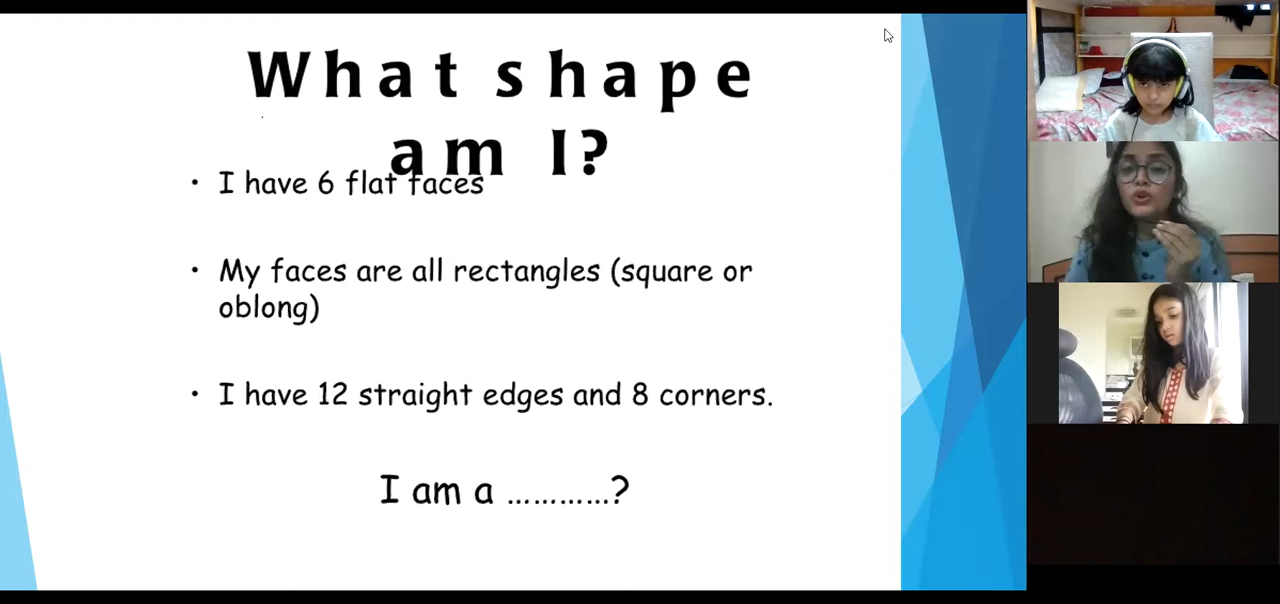 What shape
am I?
• I have 6 flat faces
• My faces are all rectangles (square or
oblong)
• I have 12 straight edges and 8 corners.
I am a ............?